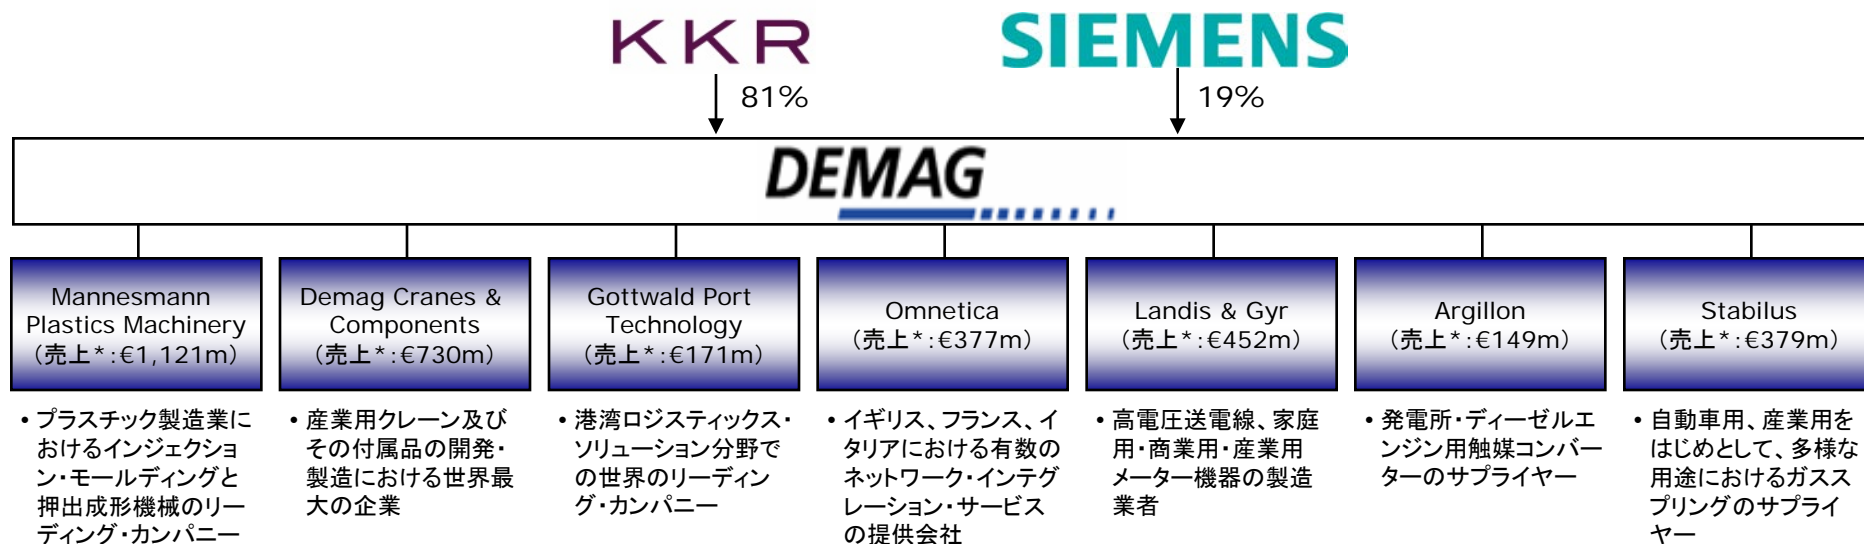 KKR
SIEMENS
81%
19%
DEMAG
Mannesmann
Plastics Machinery
(売上*:€1,121m)
Demag Cranes &
Components
(売上*:€730m)
Gottwald Port
Technology
(売上*:€171m)
Omnetica
(売上*:€377m)
Landis & Gyr
(売上*:€452m)
Argillon
(売上*:€149m)
Stabilus
(売上*:€379m)
• プラスチック製造業に
おけるインジェクショ
ン・モールディングと
押出成形機械のリー
ディング・カンパニー
• 産業用クレーン及び
その付属品の開発・
製造における世界最
大の企業
• 港湾ロジスティックス・
ソリューション分野で
の世界のリーディン
グ・カンパニー
• イギリス、フランス、イ
タリアにおける有数の
ネットワーク・インテグ
レーション・サービス
の提供会社
• 高電圧送電線、家庭
用・商業用・産業用
メーター機器の製造
業者
• 発電所・ディーゼルエ
ンジン用触媒コンバー
ターのサプライヤー
• 自動車用、産業用を
はじめとして、多様な
用途におけるガスス
プリングのサプライ
ヤー